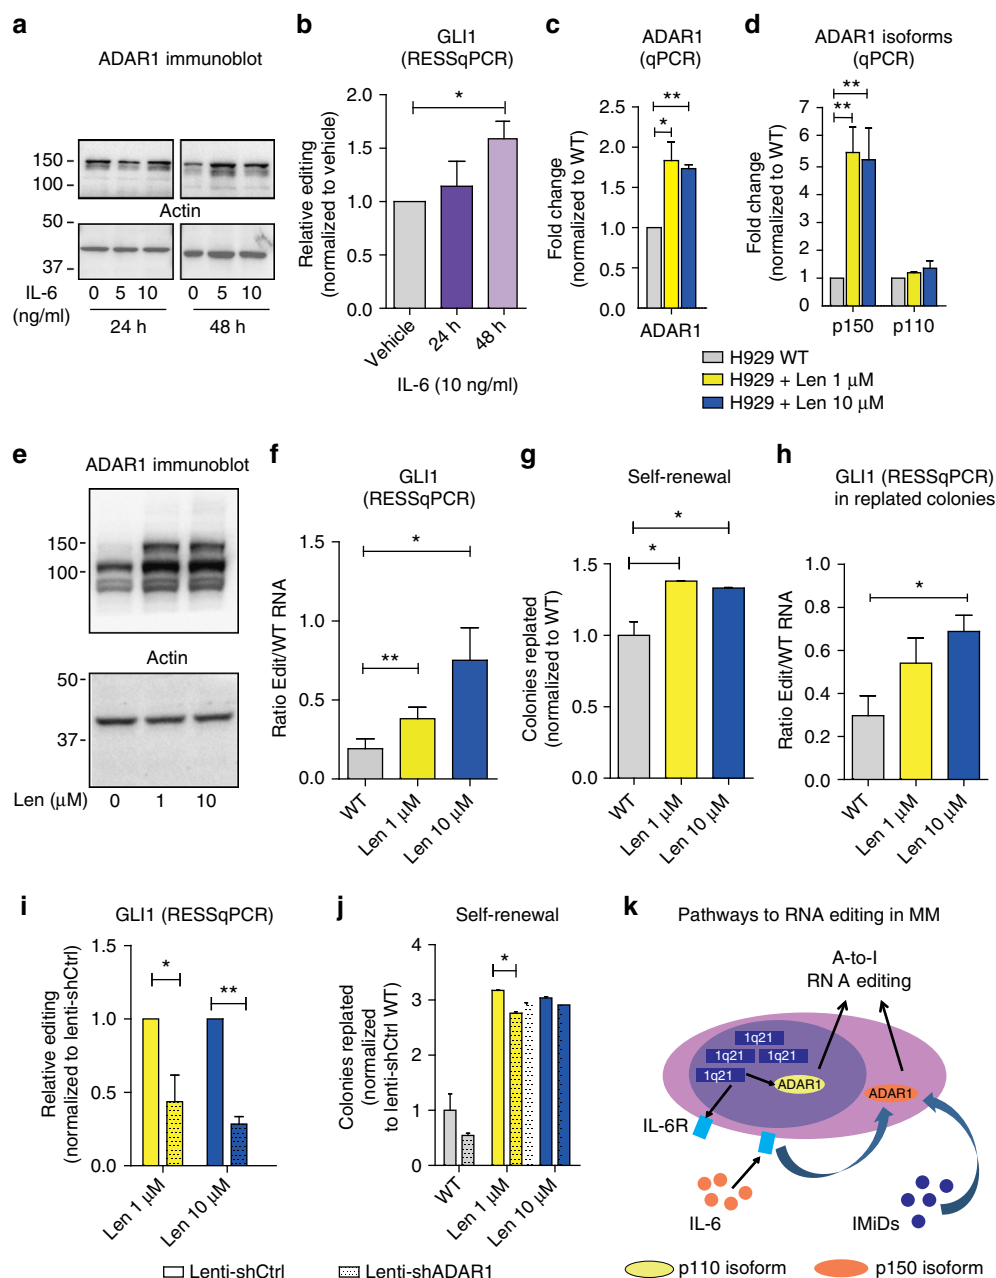 a
ADAR1 immunoblot
150
100
Actin
50
37
IL-6
(ng/ml)
0 5 10 0 5 10
24 h 48 h
b
GLI1
(RESSqPCR)
Relative editing
(normalized to vehicle)
2.0
1.5
1.0
0.5
0.0
*
Vehicle
24 h
48 h
IL-6 (10 ng/ml)
c
ADAR1
(qPCR)
Fold change
(normalized to WT)
2.5
2.0
1.5
1.0
0.5
0.0
**
*
ADAR1
d
ADAR1 isoforms
(qPCR)
Fold change
(normalized to WT)
7
6
5
4
3
2
1
0
**
**
p150 p110
H929 WT
H929 + Len 1 μM
H929 + Len 10 μM
e
ADAR1 immunoblot
150
100
Actin
50
37
Len (μM) 0 1 10
f
GLI1
(RESSqPCR)
Ratio Edit/WT RNA
1.5
1.0
0.5
0.0
*
**
WT
Len 1 μM
Len 10 μM
g
Self-renewal
Colonies replated
(normalized to WT)
1.5
1.0
0.5
0.0
*
*
WT
Len 1 μM
Len 10 μM
h
GLI1 (RESSqPCR)
in replated colonies
Ratio Edit/WT RNA
1.0
0.8
0.6
0.4
0.2
0.0
*
WT
Len 1 μM
Len 10 μM
i
GLI1 (RESSqPCR)
Relative editing
(normalized to lenti-shCtrl)
1.5
1.0
0.5
0.0
*
**
Len 1 μM
Len 10 μM
j
Self-renewal
Colonies replated
(normalized
to lenti-shCtrl WT)
4
3
2
1
0
*
WT
Len 1 μM
Len 10 μM
Lenti-shCtrl
Lenti-shADAR1
k
Pathways to RNA editing in MM
A-to-I
RN A editing
1q21
1q21 1q21
1q21
ADAR1
ADAR1
IL-6R
IL-6
IMiDs
p110 isoform
p150 isoform